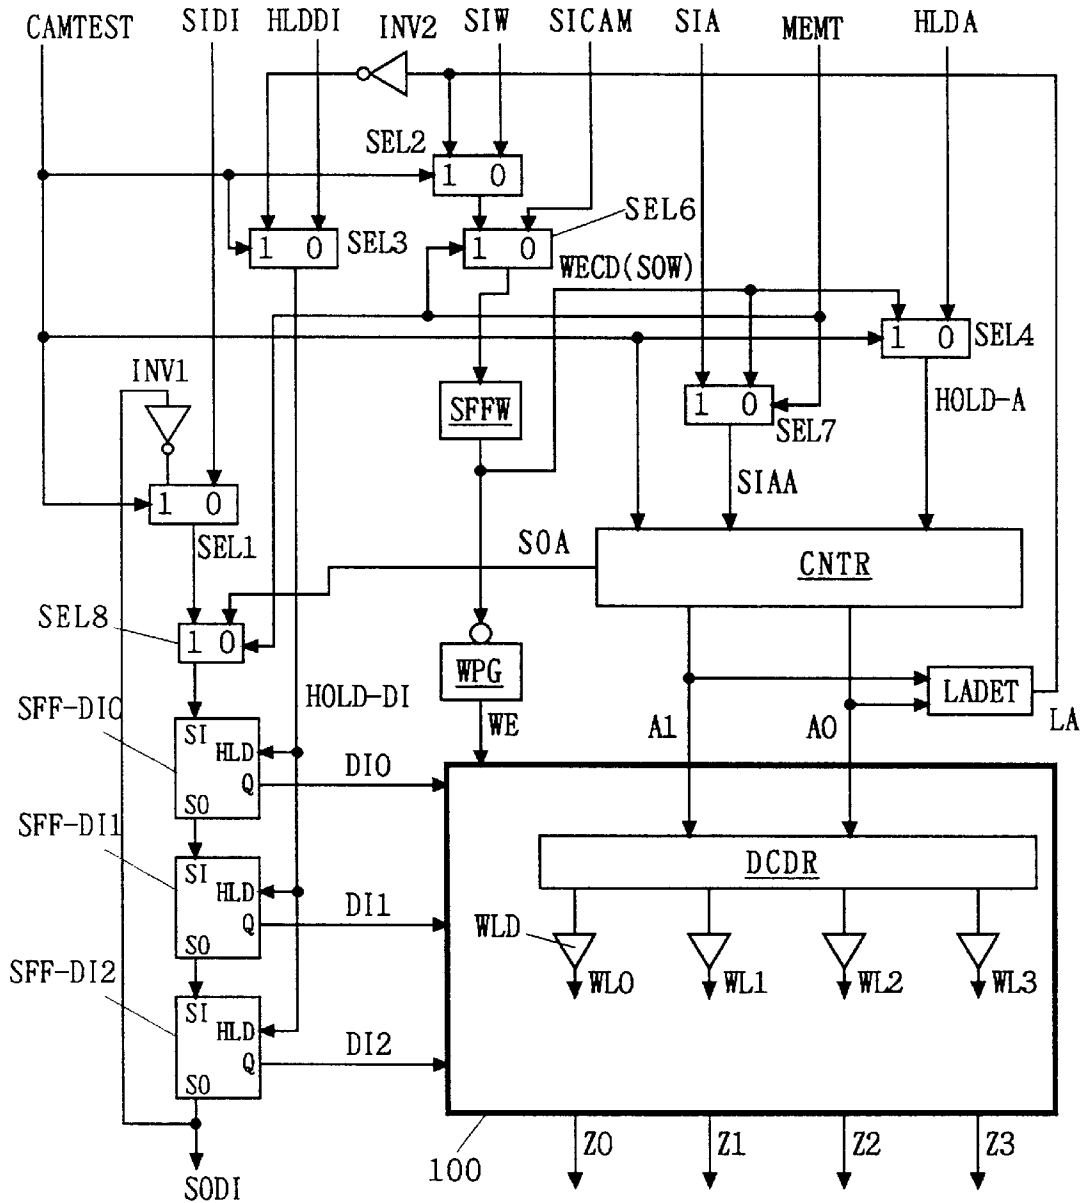 CAMTEST SIDI HLDDI INV2 SIW SICAM SIA MEMT HLDA
SEL2
1 0
SEL6
1 0 SEL3
1 0
WECD(SOW)
1 0 SEL4
INV1
SFFW
1 0
HOLD-A
SEL7
SIAA
1 0
SEL1
SOA
CNTR
SEL8
1 0
WPG
LADET
HOLD-DI
SFF-DI0
WE
A1
A0
LA
SI
HLD
Q
SO
DI0
SFF-DI1
SI
HLD
Q
SO
DI1
DCDR
WLD
SFF-DI2
WL0 WL1 WL2 WL3
SI
HLD
Q
SO
DI2
100
Z0 Z1 Z2 Z3
SODI